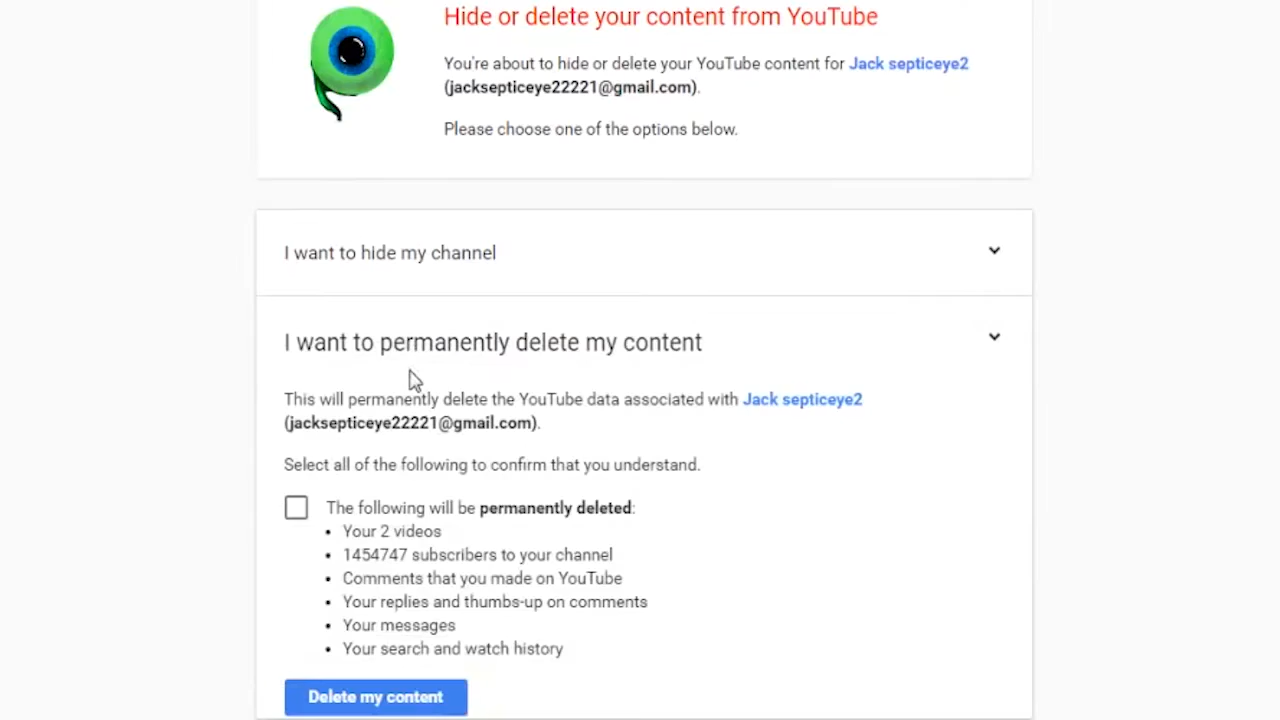 Hide or delete your content from YouTube
You're about to hide or delete your YouTube content for Jack septiceye2
(jacksepticeye22221@gmail.com).
Please choose one of the options below.
I want to hide my channel
I want to permanently delete my content
This will permanently delete the YouTube data associated with Jack septiceye2
(jacksepticeye22221@gmail.com).
Select all of the following to confirm that you understand.
The following will be permanently deleted:
• Your 2 videos
• 1454747 subscribers to your channel
• Comments that you made on YouTube
• Your replies and thumbs-up on comments
• Your messages
• Your search and watch history
Delete my content